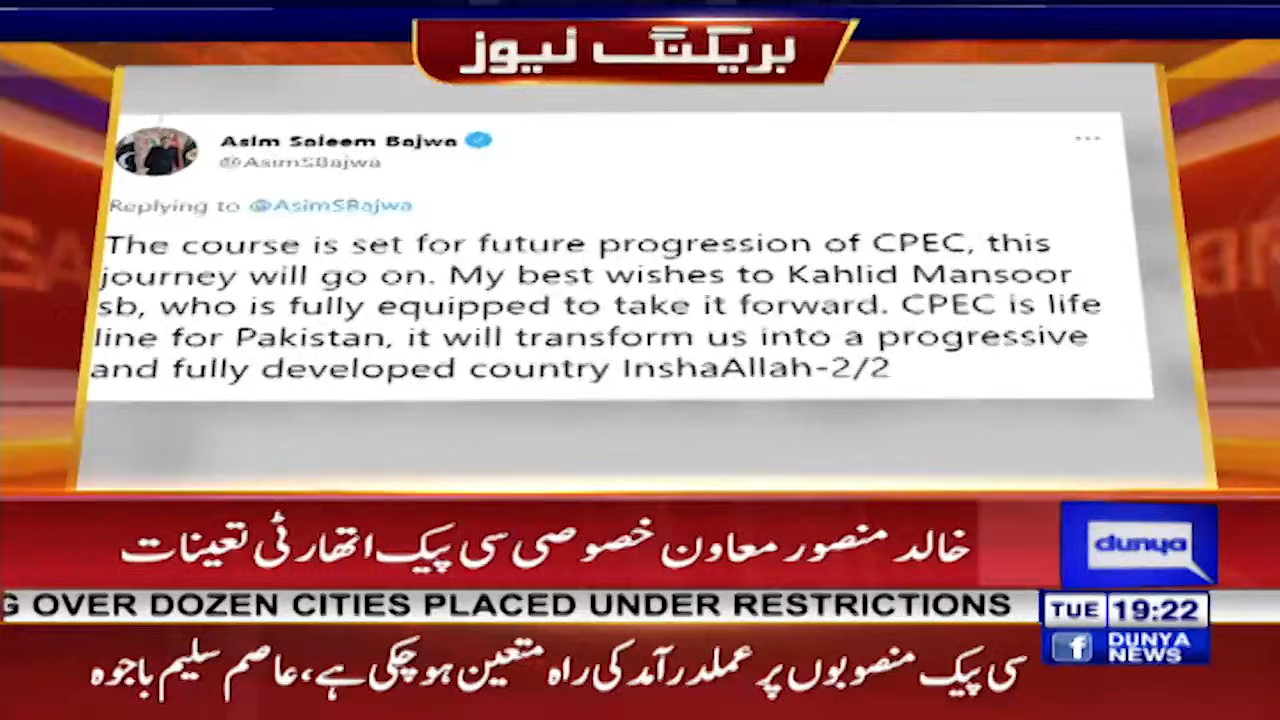 بریکنگ نیوز
Asim Saleem Bajwa
@AsimSBajwa
Replying to @AsimSBajwa
The course is set for future progression of CPEC, this
journey will go on. My best wishes to Kahlid Mansoor
sb, who is fully equipped to take it forward. CPEC is life
line for Pakistan, it will transform us into a progressive
and fully developed country InshaAllah-2/2
خالد منصور معاون خصوصی سی پیک اتھارٹی تعینات
dunya
G OVER DOZEN CITIES PLACED UNDER RESTRICTIONS
TUE 19:22
سی پیک منصوبوں پر عملدرآمد کی راہ متعین ہو چکی ہے، عاصم سلیم باجوہ
f DUNYA
NEWS